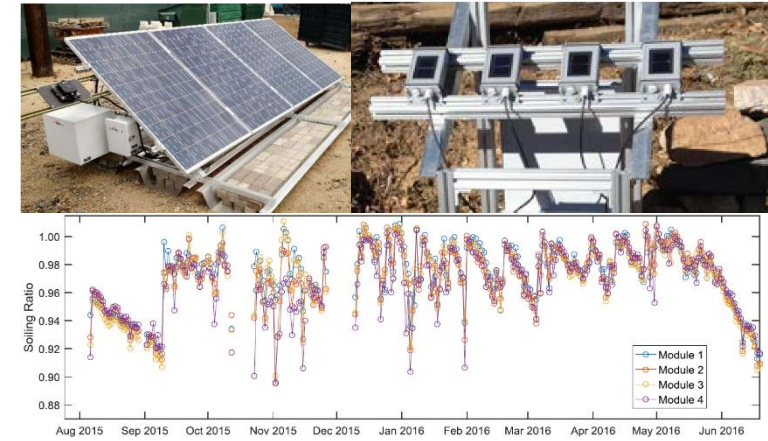 1.00
0.98
0.96
0.94
0.92
0.90
0.88
Soiling Ratio
Module 1
Module 2
Module 3
Module 4
Aug 2015 Sep 2015 Oct 2015 Nov 2015 Dec 2015 Jan 2016 Feb 2016 Mar 2016 Apr 2016 May 2016 Jun 2016